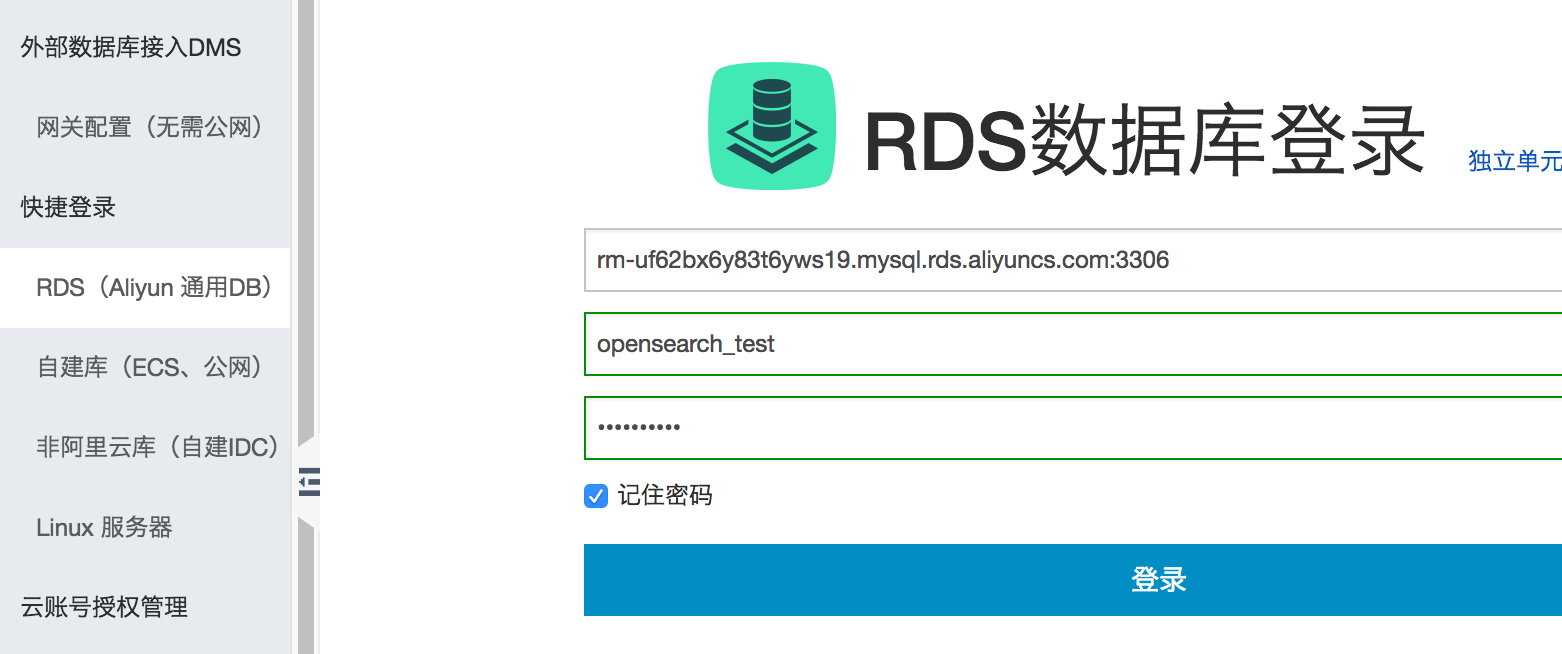 外部数据库接入DMS
网关配置（无需公网）
快捷登录
RDS（Aliyun 通用DB）
自建库（ECS、公网）
非阿里云库（自建IDC）
Linux 服务器
云账号授权管理
RDS数据库登录
独立单元
rm-uf62bx6y83t6yws19.mysql.rds.aliyuncs.com:3306
opensearch_test
••••••••••
记住密码
登录